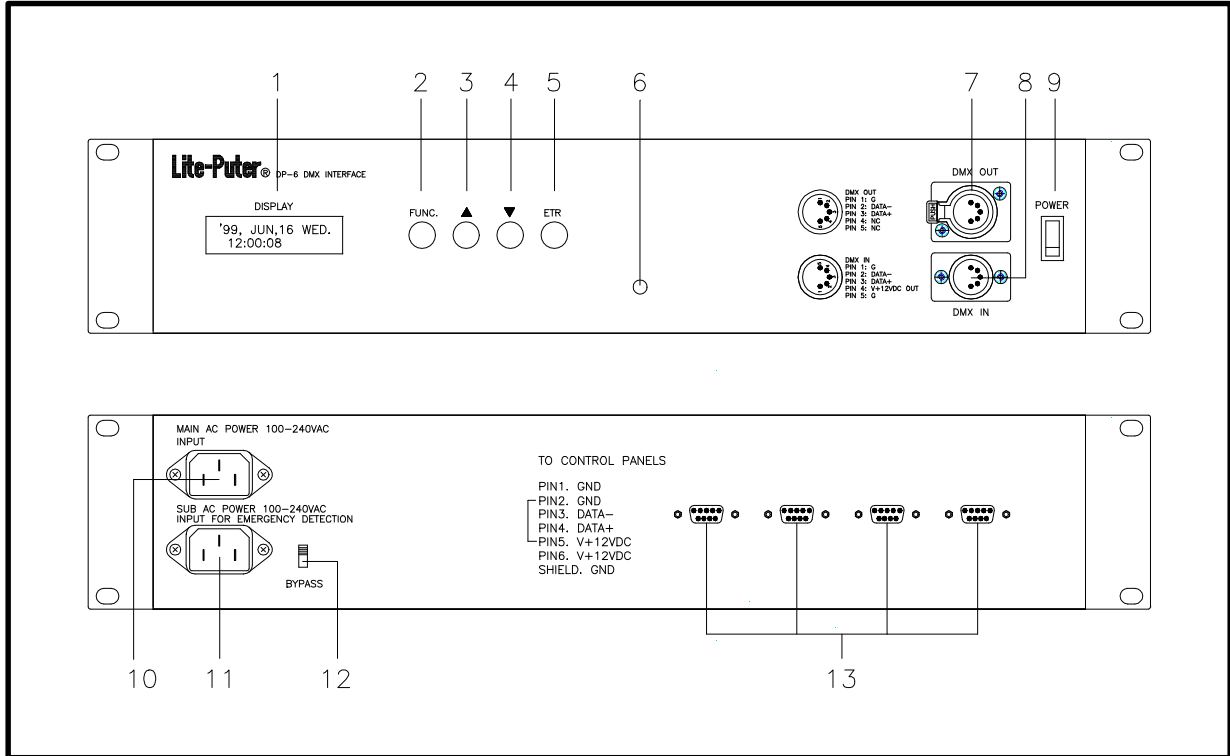 1 2 3 4 5 6 7 8 9
Lite-Puter® DP-6 DMX INTERFACE
DISPLAY
'99, JUN,16 WED.
12:00:08
FUNC. ▲ ▼ ETR
DMX OUT
PIN 1: G
PIN 2: DATA-
PIN 3: DATA+
PIN 4: NC
PIN 5: NC
DMX IN
PIN 1: G
PIN 2: DATA-
PIN 3: DATA+
PIN 4: V+12VDC OUT
PIN 5: G
DMX OUT
PUSH
DMX IN
POWER
MAIN AC POWER 100-240VAC
INPUT
SUB AC POWER 100-240VAC
INPUT FOR EMERGENCY DETECTION
BYPASS
TO CONTROL PANELS
PIN1. GND
PIN2. GND
PIN3. DATA-
PIN4. DATA+
PIN5. V+12VDC
PIN6. V+12VDC
SHIELD. GND
10 11 12 13